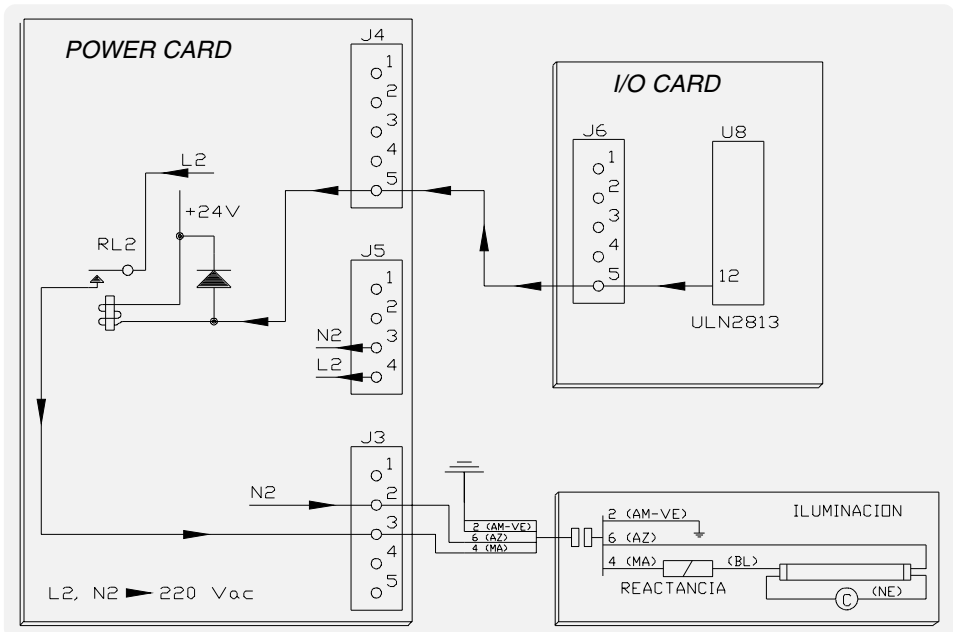 POWER CARD
J4
1
2
3
4
5
L2
+24V
RL2
J5
1
2
3
4
N2
L2
J3
1
2
3
4
5
N2
L2, N2 220 Vac
I/O CARD
J6
1
2
3
4
5
U8
12
ULN2813
2 (AM-VE)
6 (AZ)
4 (MA)
ILUMINACION
2 (AM-VE)
6 (AZ)
4 (MA)
(BL)
REACTANCIA
C
(NE)